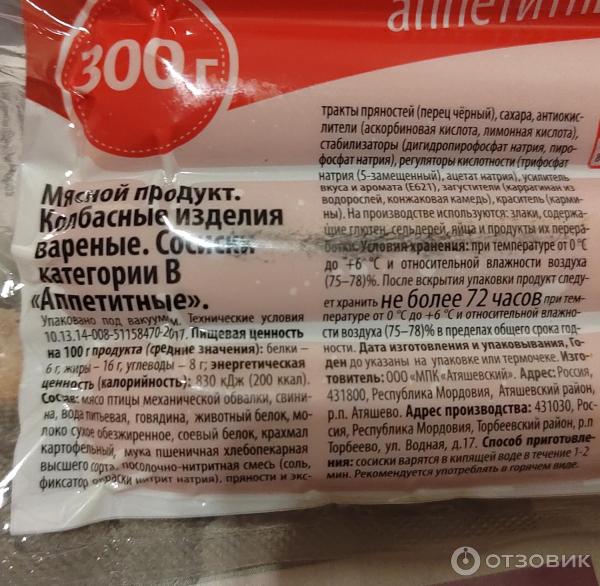 аппетитн
300 г
Мясной продукт.
Колбасные изделия
вареные. Сосиски
категории В
«Аппетитные».
Упаковано под вакуумм. Технические условия
10.13.14-008-51158470-2017. Пищевая ценность
на 100 г продукта (средние значения): белки –
6 г, жиры – 16 г, углеводы – 8 г; энергетическая
ценность (калорийность): 830 кДж (200 ккал).
Состав: мясо птицы механической обвалки, свини-
на, вода питьевая, говядина, животный белок, мо-
локо сухое обезжиренное, соевый белок, крахмал
картофельный, мука пшеничная хлебопекарная
высшего сорта, посолочно-нитритная смесь (соль,
фиксатор окраски нитрит натрия), пряности и экс-
тракты пряностей (перец чёрный), сахара, антиокис-
лители (аскорбиновая кислота, лимонная кислота),
стабилизаторы (дигидропирофосфат натрия, пиро-
фосфат натрия), регуляторы кислотности (трифосфат
натрия (5-замещенный), ацетат натрия), усилитель
вкуса и аромата (Е621), загустители (каррагинан из
водорослей, конжаковая камедь), краситель (карми-
ны). На производстве используются: злаки, содержа-
щие глютен, сельдерей, яйца и продукты их перера-
ботки. Условия хранения: при температуре от 0 °С
до +6 °С и относительной влажности воздуха
(75–78)%. После вскрытия упаковки продукт следу-
ет хранить не более 72 часов при тем-
пературе от 0 °С до +6 °С и относительной влажно-
сти воздуха (75–78)% в пределах общего срока год-
ности. Дата изготовления и упаковывания, Го-
ден до указаны на упаковке или термочеке. Изго-
товитель: ООО «МПК «Атяшевский». Адрес: Россия,
431800, Республика Мордовия, Атяшевский район,
р.п. Атяшево. Адрес производства: 431030, Рос-
сия, Республика Мордовия, Торбеевский район, р.п
Торбеево, ул. Водная, д.17. Способ приготовле-
ния: сосиски варятся в кипящей воде в течение 1-2
мин. Рекомендуется употреблять в горячем виде.
ОТЗОВИК